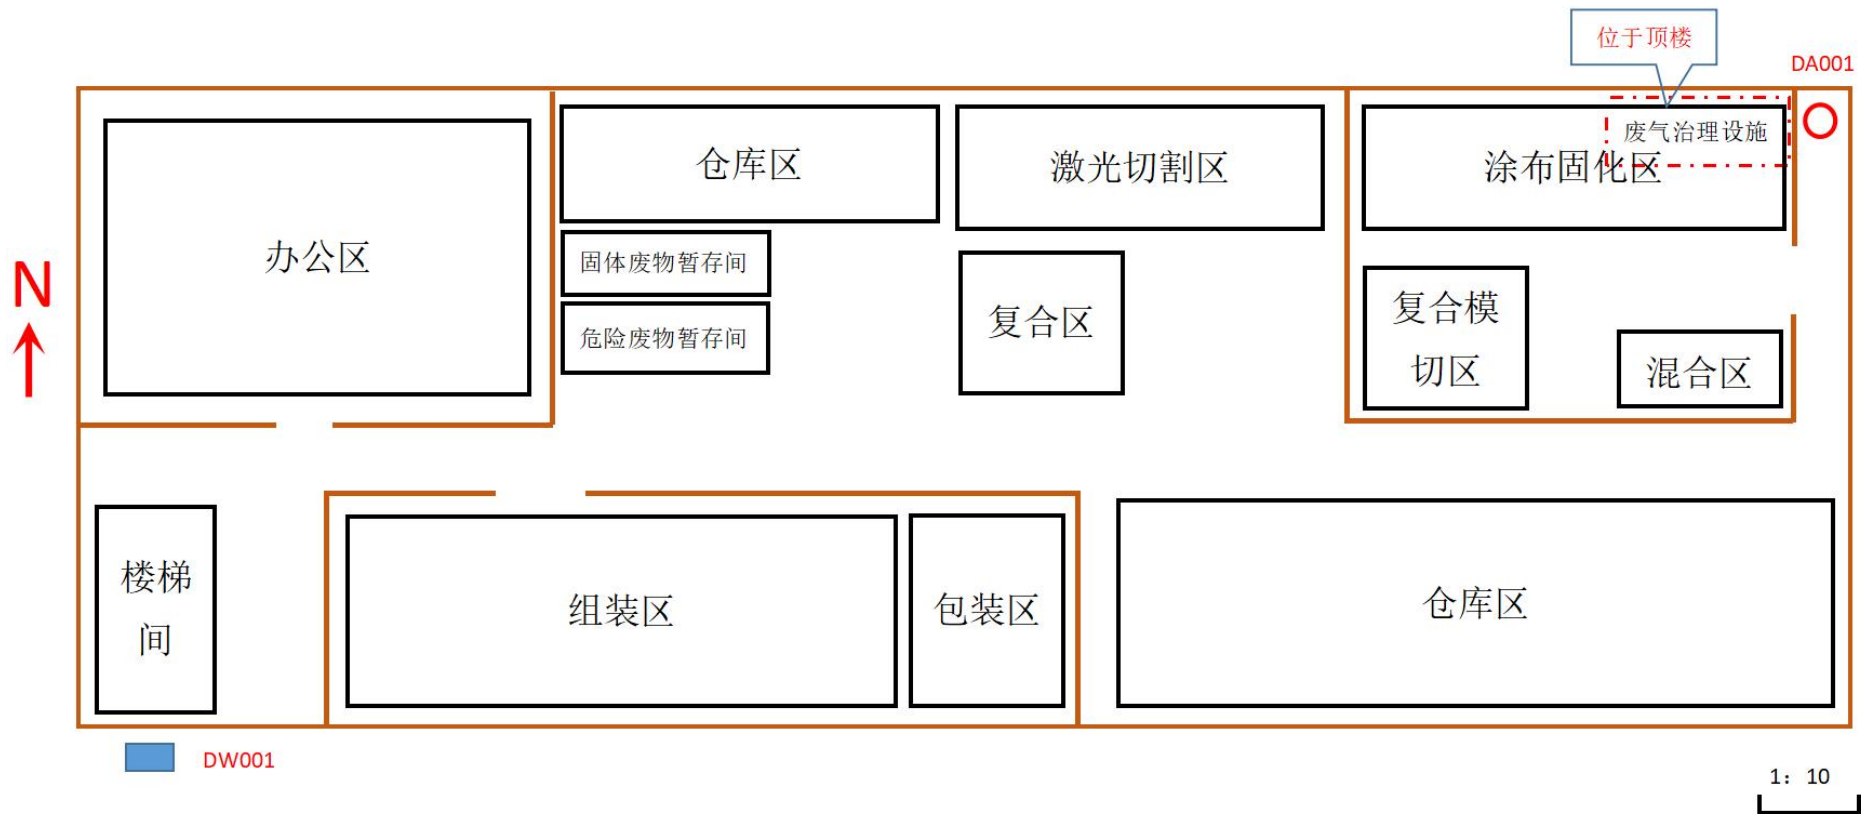 位于顶楼
DA001
废气治理设施
仓库区
激光切割区
涂布固化区
办公区
固体废物暂存间
N
复合区
复合模
切区
危险废物暂存间
混合区
楼梯
间
组装区
包装区
仓库区
DW001
1：10